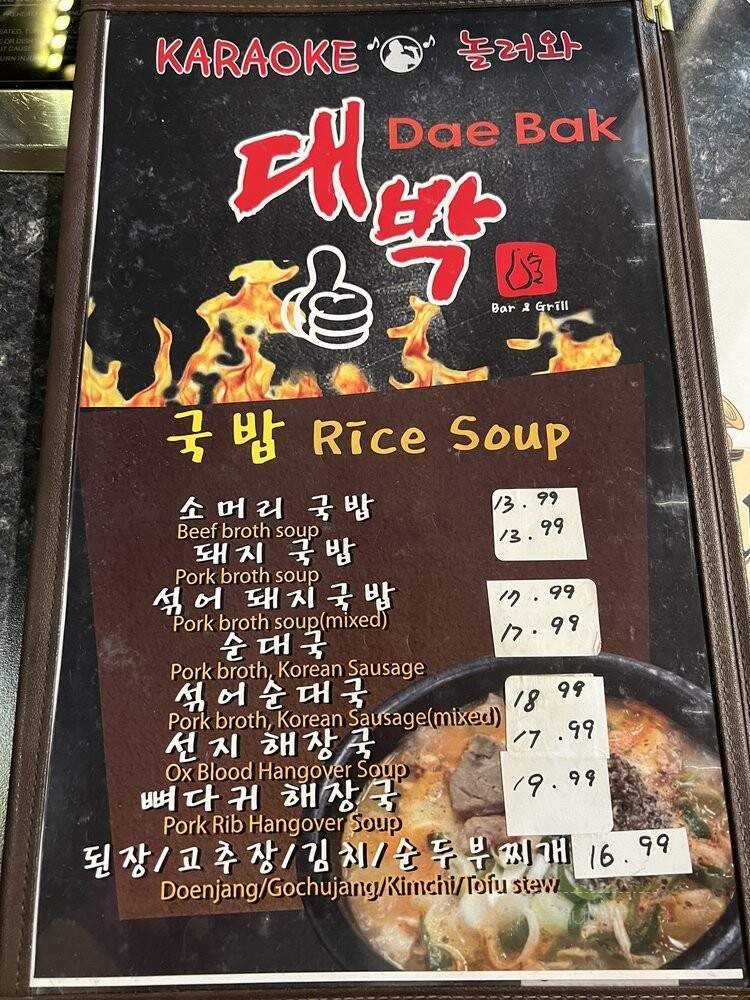 KARAOKE 놀러와
Dae Bak
대박
Bar & Grill
국밥 Rice Soup
소머리 국밥 13.99
Beef broth soup
돼지 국밥 13.99
Pork broth soup
섞어 돼지국밥 17.99
Pork broth soup(mixed)
순대국 17.99
Pork broth, Korean Sausage
섞어순대국 18 99
Pork broth, Korean Sausage(mixed)
선지 해장국 17.99
Ox Blood Hangover Soup
뼈다귀 해장국 19.99
Pork Rib Hangover Soup
된장/고추장/김치/순두부찌개 16.99
Doenjang/Gochujang/Kimchi/Tofu stew